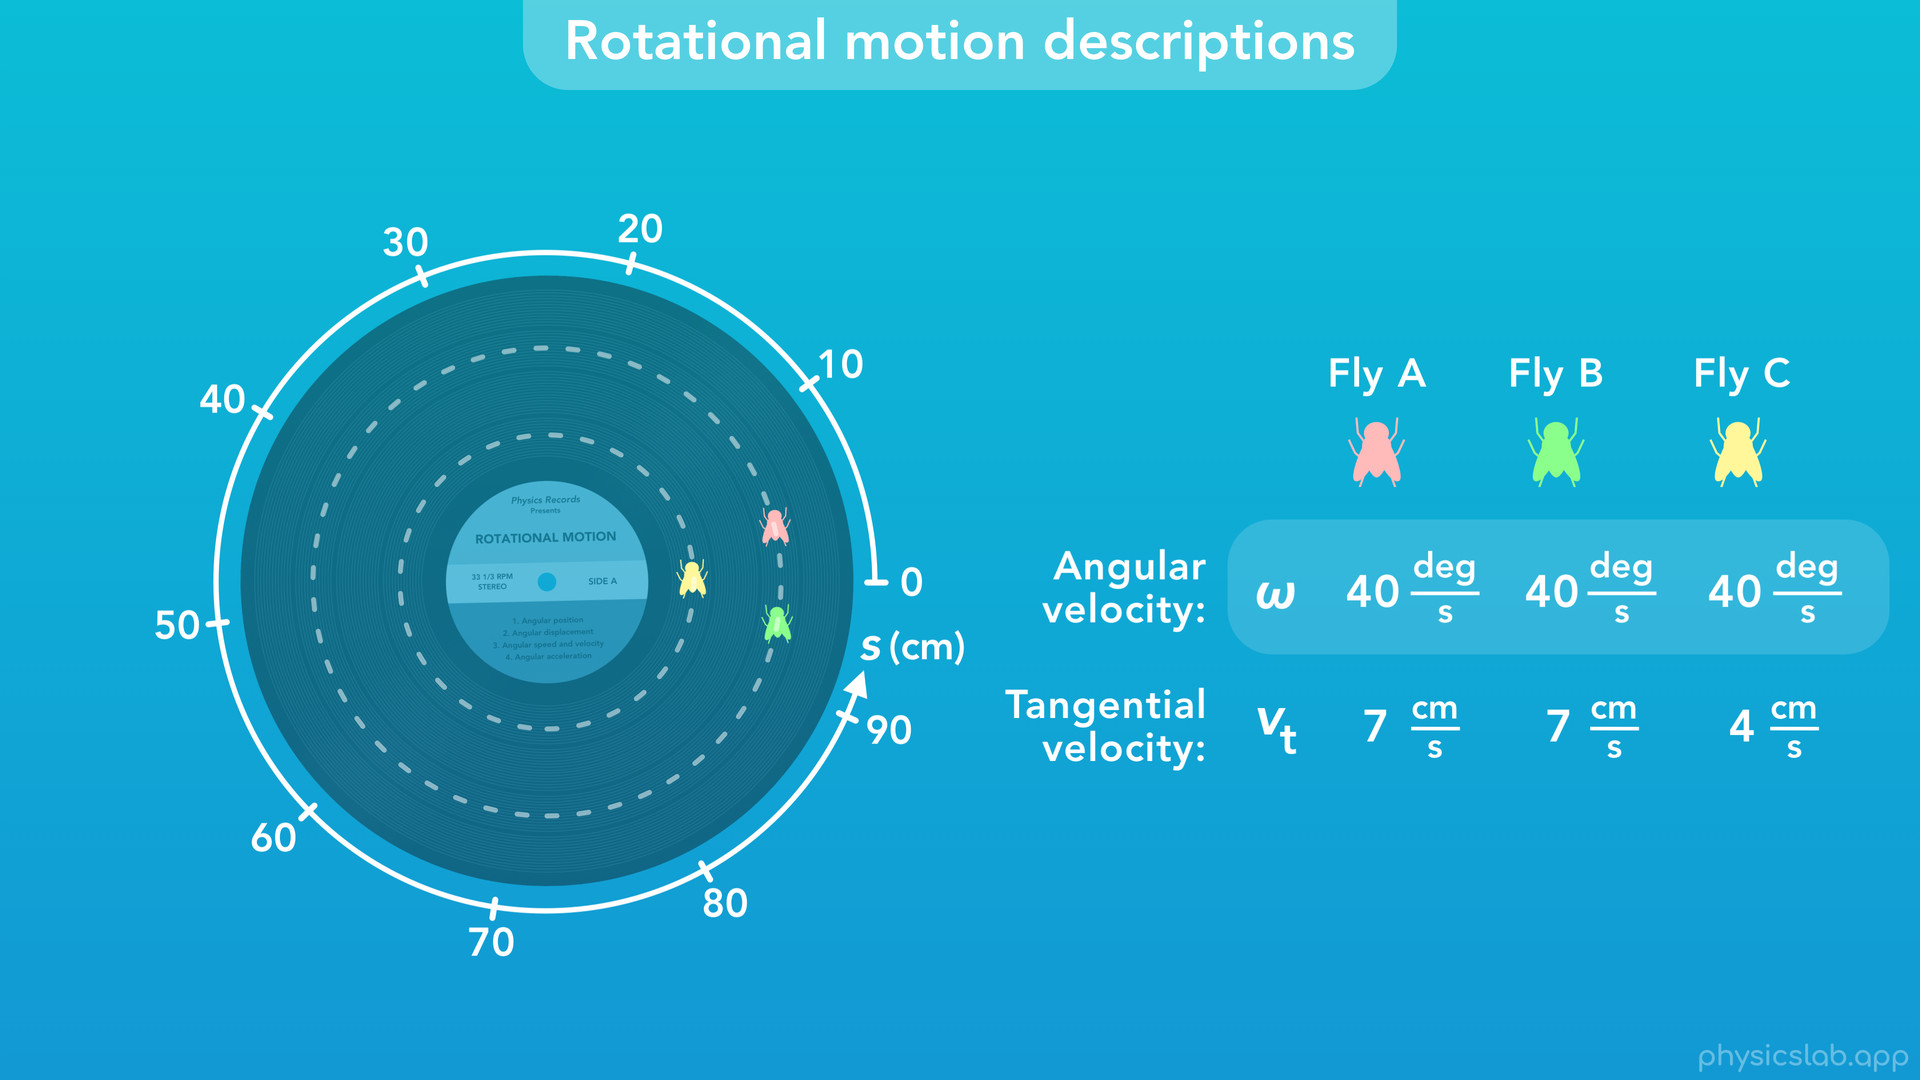 Rotational motion descriptions
20
30
10
40
0
s (cm)
50
90
60
80
70
Physics Records
Presents
ROTATIONAL MOTION
33 1/3 RPM
STEREO
SIDE A
1. Angular position
2. Angular displacement
3. Angular speed and velocity
4. Angular acceleration
Fly A Fly B Fly C
Angular velocity: ω 40 deg/s 40 deg/s 40 deg/s
Tangential velocity: vt 7 cm/s 7 cm/s 4 cm/s
physicslab.app